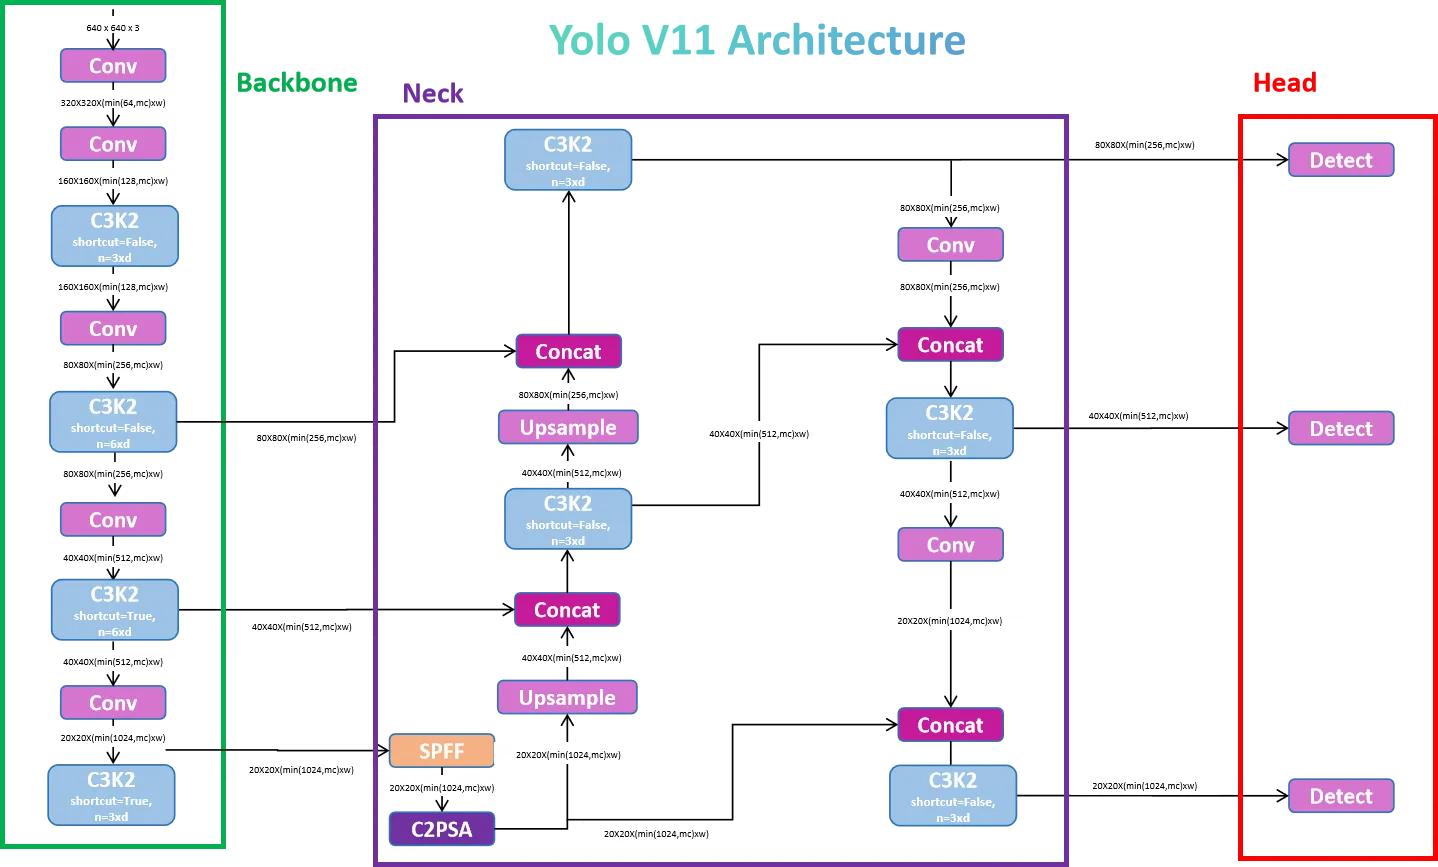 Yolo V11 Architecture
Backbone
640 x 640 x 3
Conv
320X320X(min(64,mc)xw)
Conv
160X160X(min(128,mc)xw)
C3K2
shortcut=False,
n=3xd
160X160X(min(128,mc)xw)
Conv
80X80X(min(256,mc)xw)
C3K2
shortcut=False,
n=6xd
80X80X(min(256,mc)xw)
80X80X(min(256,mc)xw)
Conv
40X40X(min(512,mc)xw)
C3K2
shortcut=True,
n=6xd
40X40X(min(512,mc)xw)
40X40X(min(512,mc)xw)
Conv
20X20X(min(1024,mc)xw)
C3K2
shortcut=True,
n=3xd
20X20X(min(1024,mc)xw)
Neck
C3K2
shortcut=False,
n=3xd
Concat
80X80X(min(256,mc)xw)
Upsample
40X40X(min(512,mc)xw)
C3K2
shortcut=False,
n=3xd
Concat
40X40X(min(512,mc)xw)
Upsample
20X20X(min(1024,mc)xw)
SPFF
20X20X(min(1024,mc)xw)
C2PSA
20X20X(min(1024,mc)xw)
40X40X(min(512,mc)xw)
80X80X(min(256,mc)xw)
Conv
80X80X(min(256,mc)xw)
Concat
C3K2
shortcut=False,
n=3xd
40X40X(min(512,mc)xw)
Conv
20X20X(min(1024,mc)xw)
Concat
C3K2
shortcut=False,
n=3xd
Head
80X80X(min(256,mc)xw)
Detect
40X40X(min(512,mc)xw)
Detect
20X20X(min(1024,mc)xw)
Detect